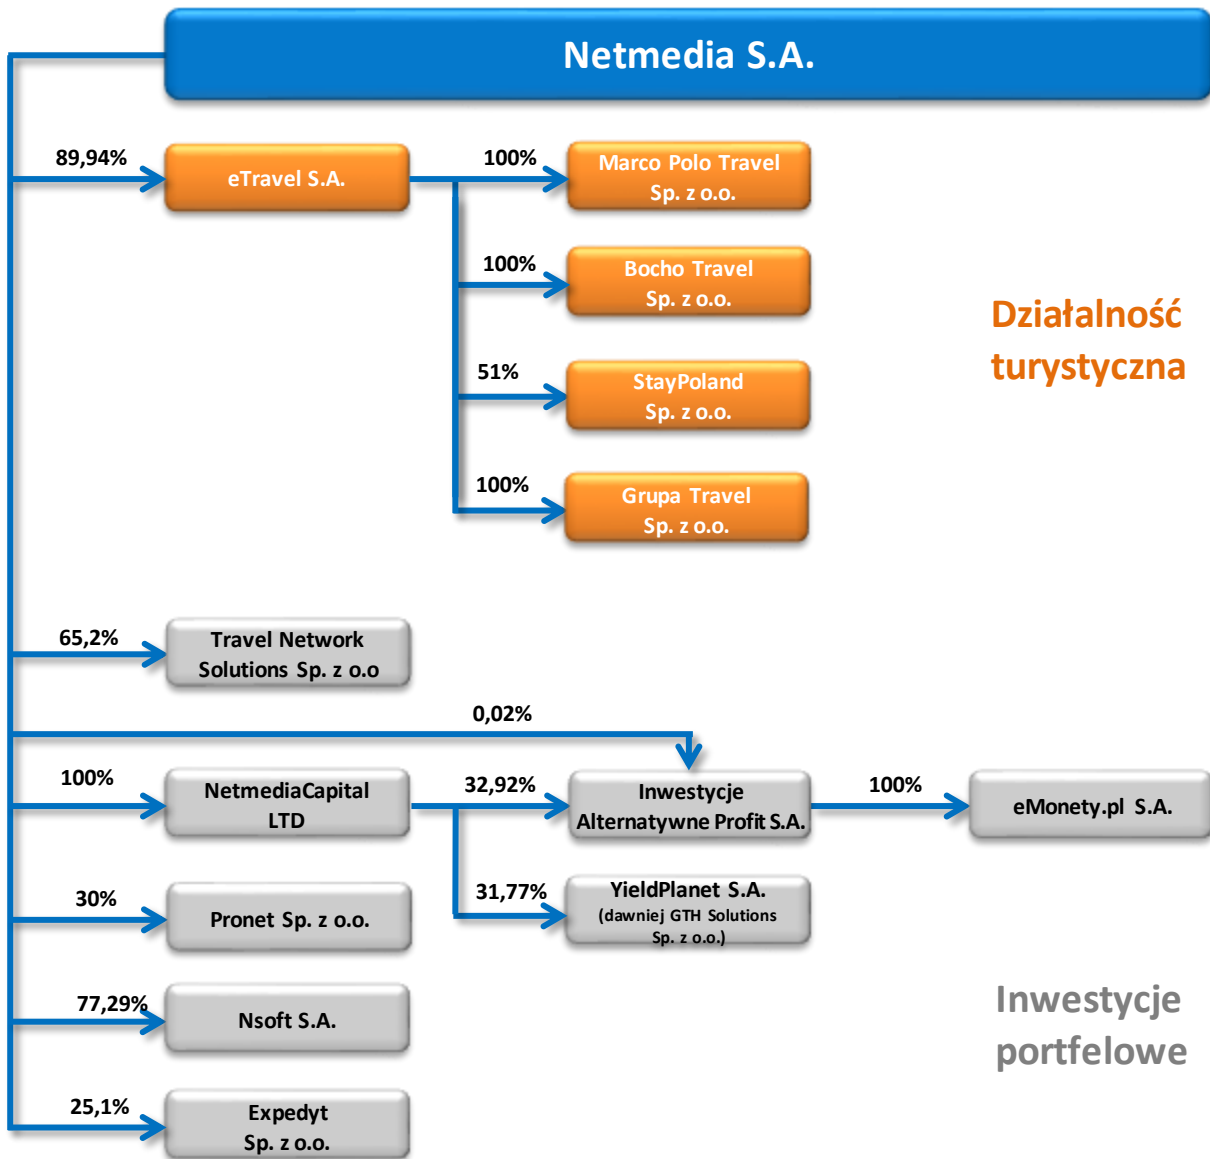 Netmedia S.A.
89,94%
eTravel S.A.
100%
Marco Polo Travel
Sp. z o.o.
100%
Bocho Travel
Sp. z o.o.
Działalność
turystyczna
51%
StayPoland
Sp. z o.o.
100%
Grupa Travel
Sp. z o.o.
65,2%
Travel Network
Solutions Sp. z o.o
0,02%
100%
NetmediaCapital
LTD
32,92%
Inwestycje
Alternatywne Profit S.A.
100%
eMonety.pl S.A.
31,77%
YieldPlanet S.A.
(dawniej GTH Solutions
Sp. z o.o.)
30%
Pronet Sp. z o.o.
77,29%
Nsoft S.A.
Inwestycje
portfelowe
25,1%
Expedyt
Sp. z o.o.